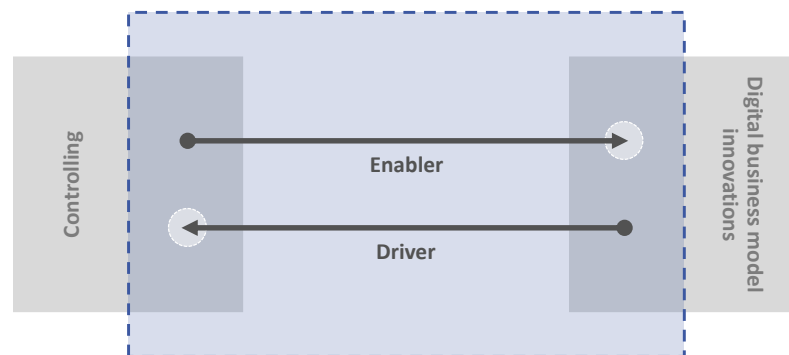 Controlling
Enabler
Driver
Digital business model
innovations